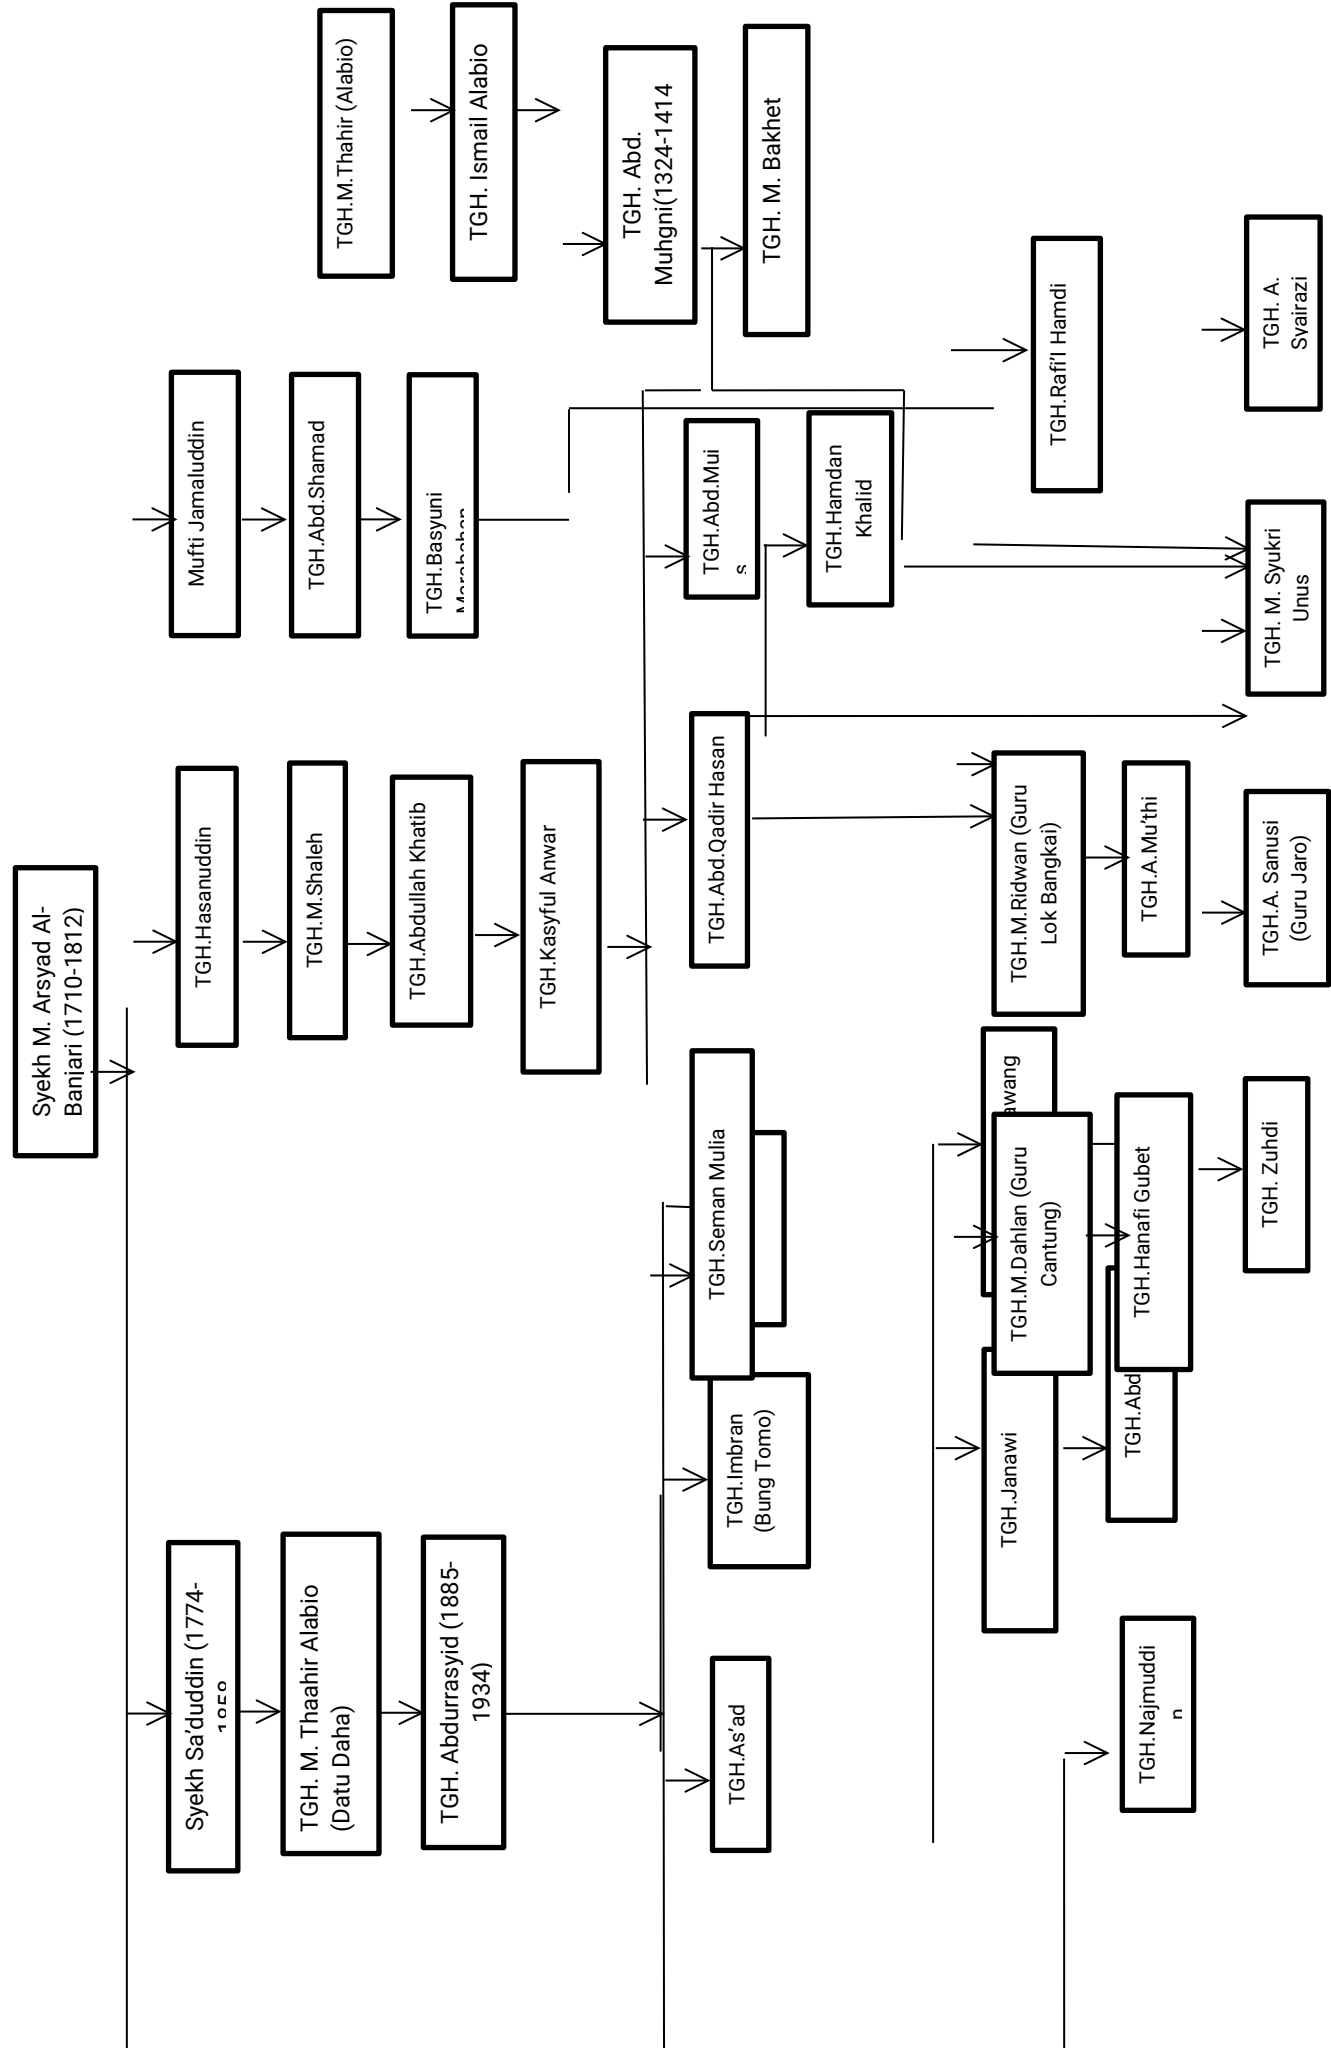 Syekh M. Arsyad Al-
Banjari (1710-1812)
Syekh Sa’duddin (1774-
TGH.Hasanuddin
Mufti Jamaluddin
TGH. M. Thaahir Alabio
(Datu Daha)
TGH.M.Shaleh
TGH.Abd.Shamad
TGH.M.Thahir (Alabio)
TGH. Abdurrasyid (1885-
1934)
TGH.Abdullah Khatib
TGH.Basyuni
TGH. Ismail Alabio
TGH.Kasyful Anwar
TGH. Abd.
Muhgni(1324-1414
TGH.As’ad
TGH.Imbran
(Bung Tomo)
TGH.Seman Mulia
TGH.Abd.Qadir Hasan
TGH.Abd.Mui
s.
TGH. M. Bakhet
TGH.Hamdan
Khalid
TGH.Janawi
awang
TGH.M.Dahlan (Guru
Cantung)
TGH.M.Ridwan (Guru
Lok Bangkai)
TGH.Rafi’I Hamdi
TGH.Najmuddi
n
TGH.Abd
TGH.Hanafi Gubet
TGH.A.Mu’thi
TGH. Zuhdi
TGH.A. Sanusi
(Guru Jaro)
TGH. M. Syukri
Unus
TGH. A.
Syairazi